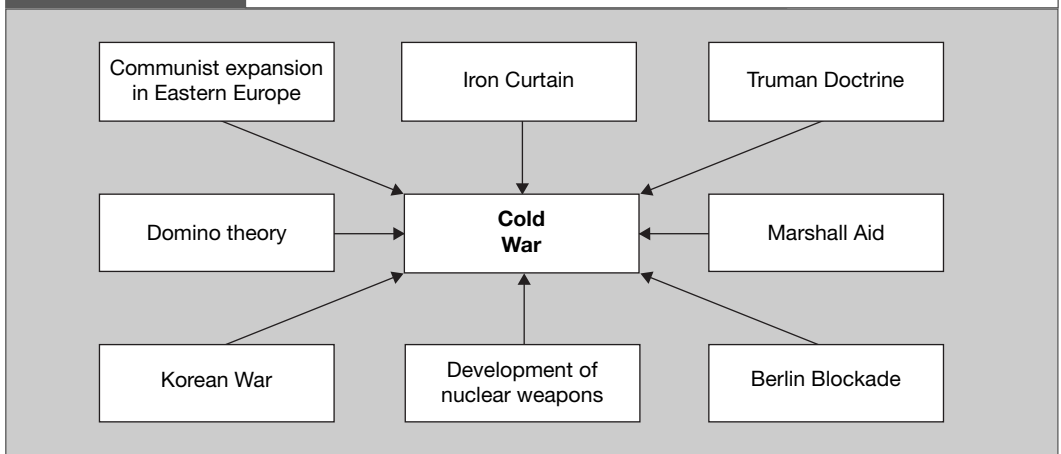 Communist expansion
in Eastern Europe
Iron Curtain
Truman Doctrine
Domino theory
Cold
War
Marshall Aid
Korean War
Development of
nuclear weapons
Berlin Blockade